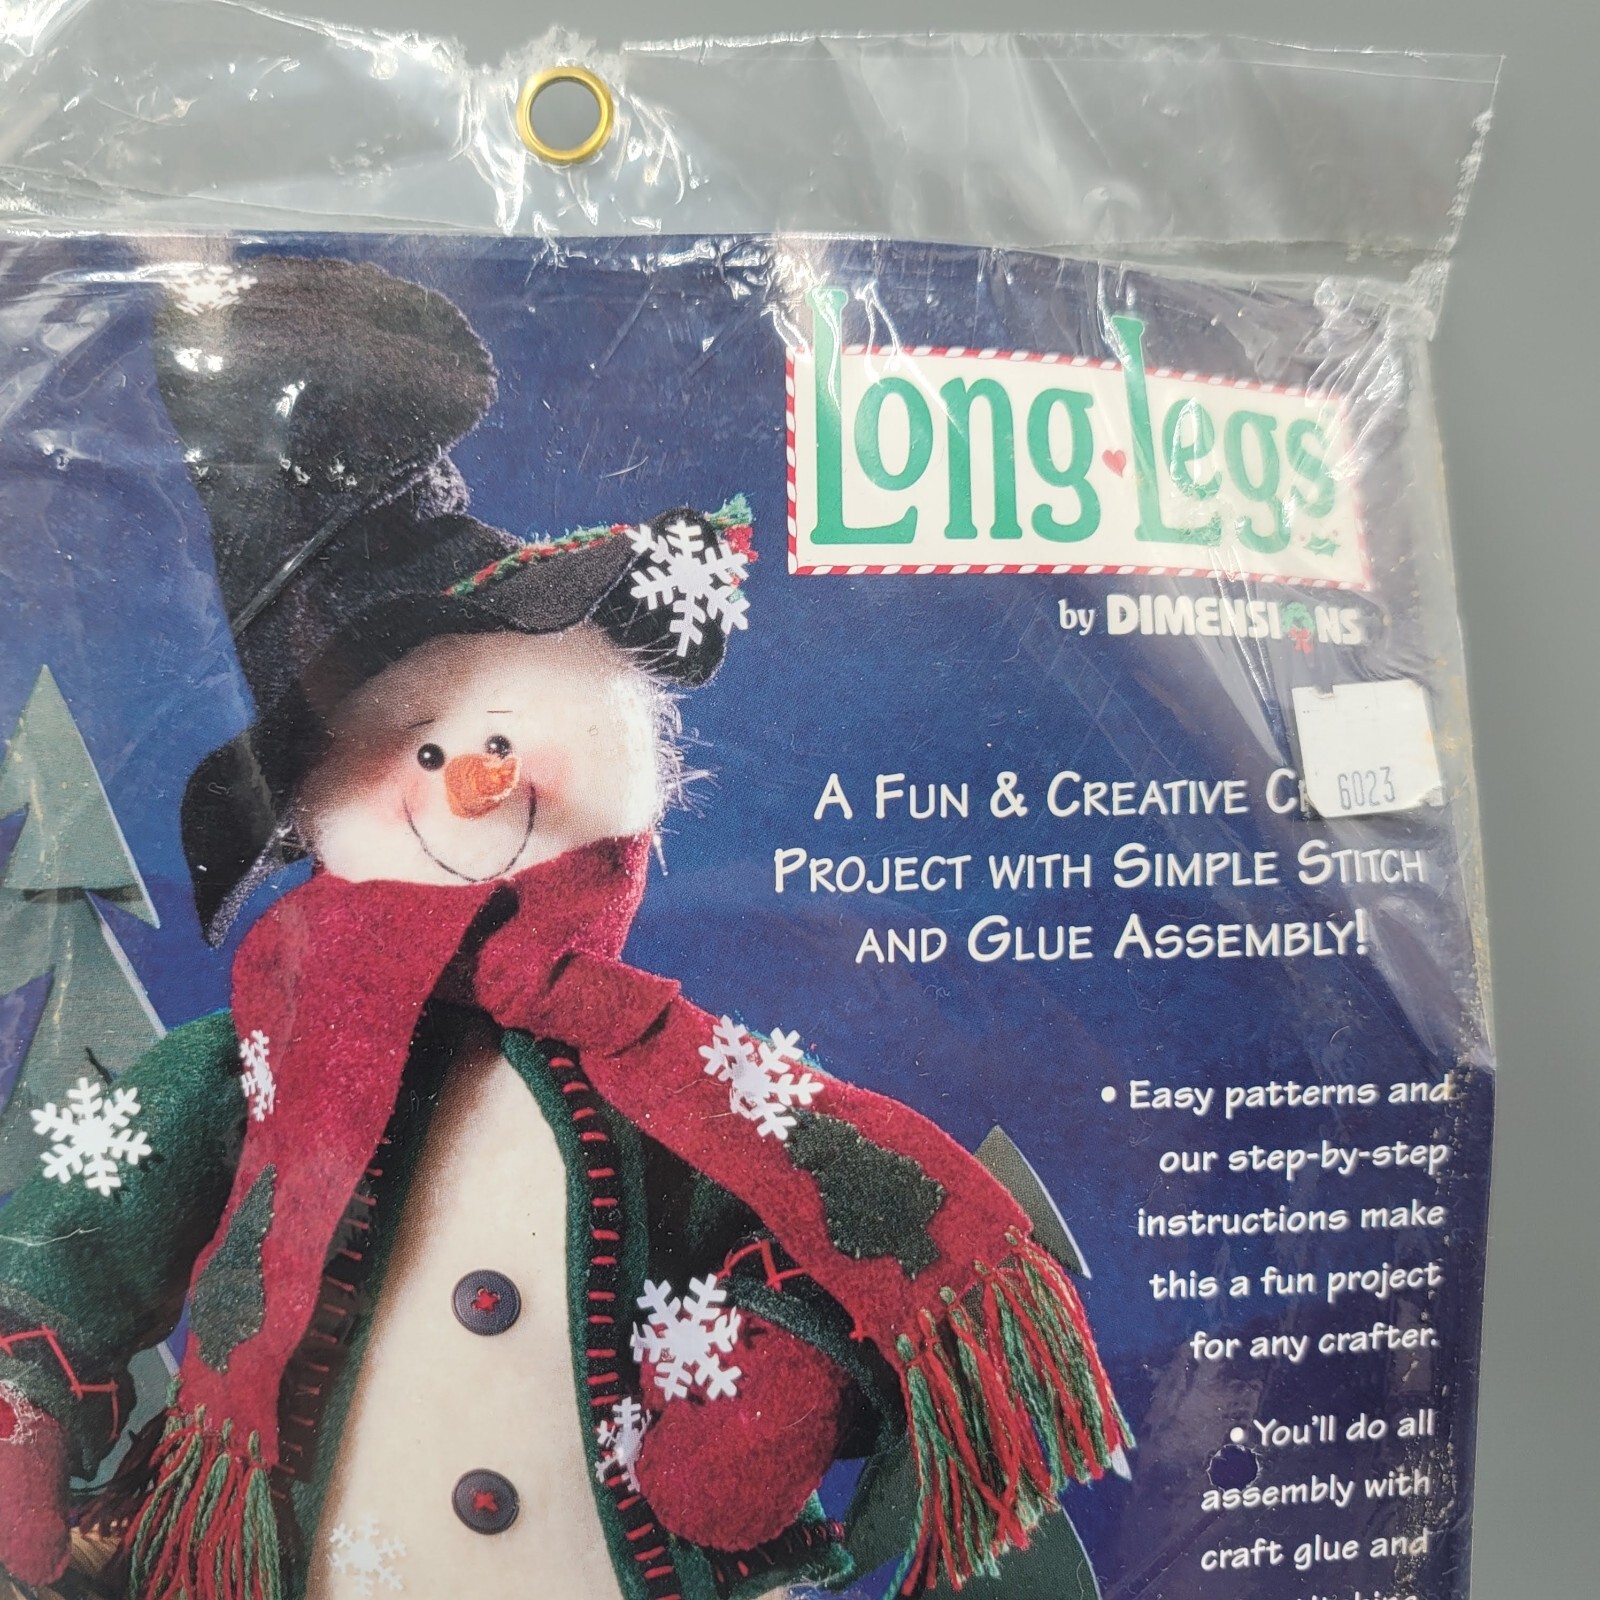 Long Legs
by DIMENSIONS
6023
A FUN & CREATIVE
PROJECT WITH SIMPLE STITCH
AND GLUE ASSEMBLY!
• Easy patterns and
our step-by-step
instructions make
this a fun project
for any crafter.
• You'll do all
assembly with
craft glue and